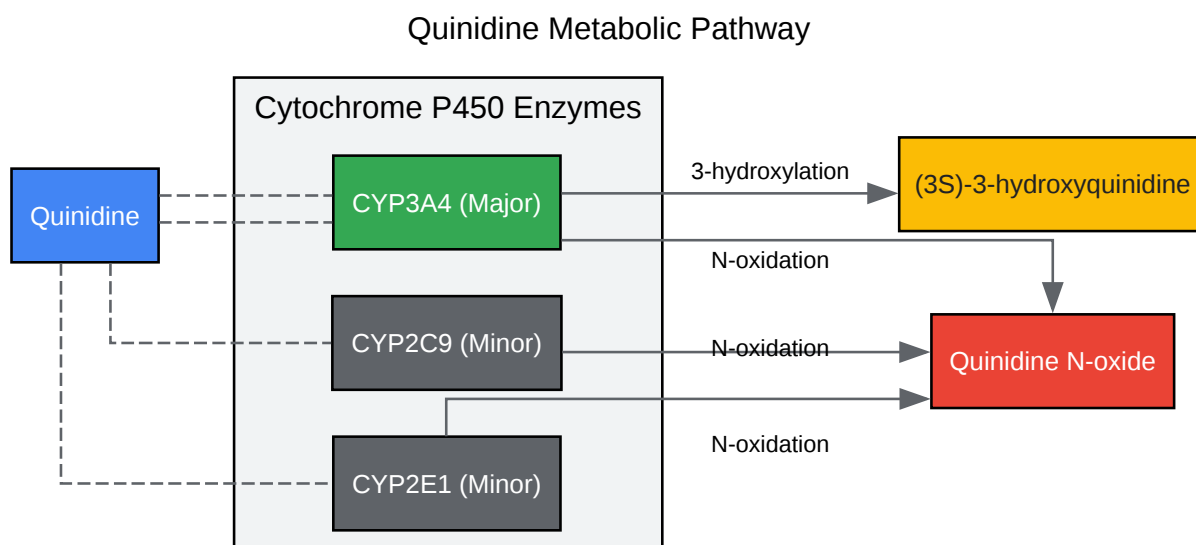 Quinidine Metabolic Pathway
Cytochrome P450 Enzymes
Quinidine
CYP3A4 (Major)
3-hydroxylation
(3S)-3-hydroxyquinidine
N-oxidation
CYP2C9 (Minor)
N-oxidation
Quinidine N-oxide
CYP2E1 (Minor)
N-oxidation